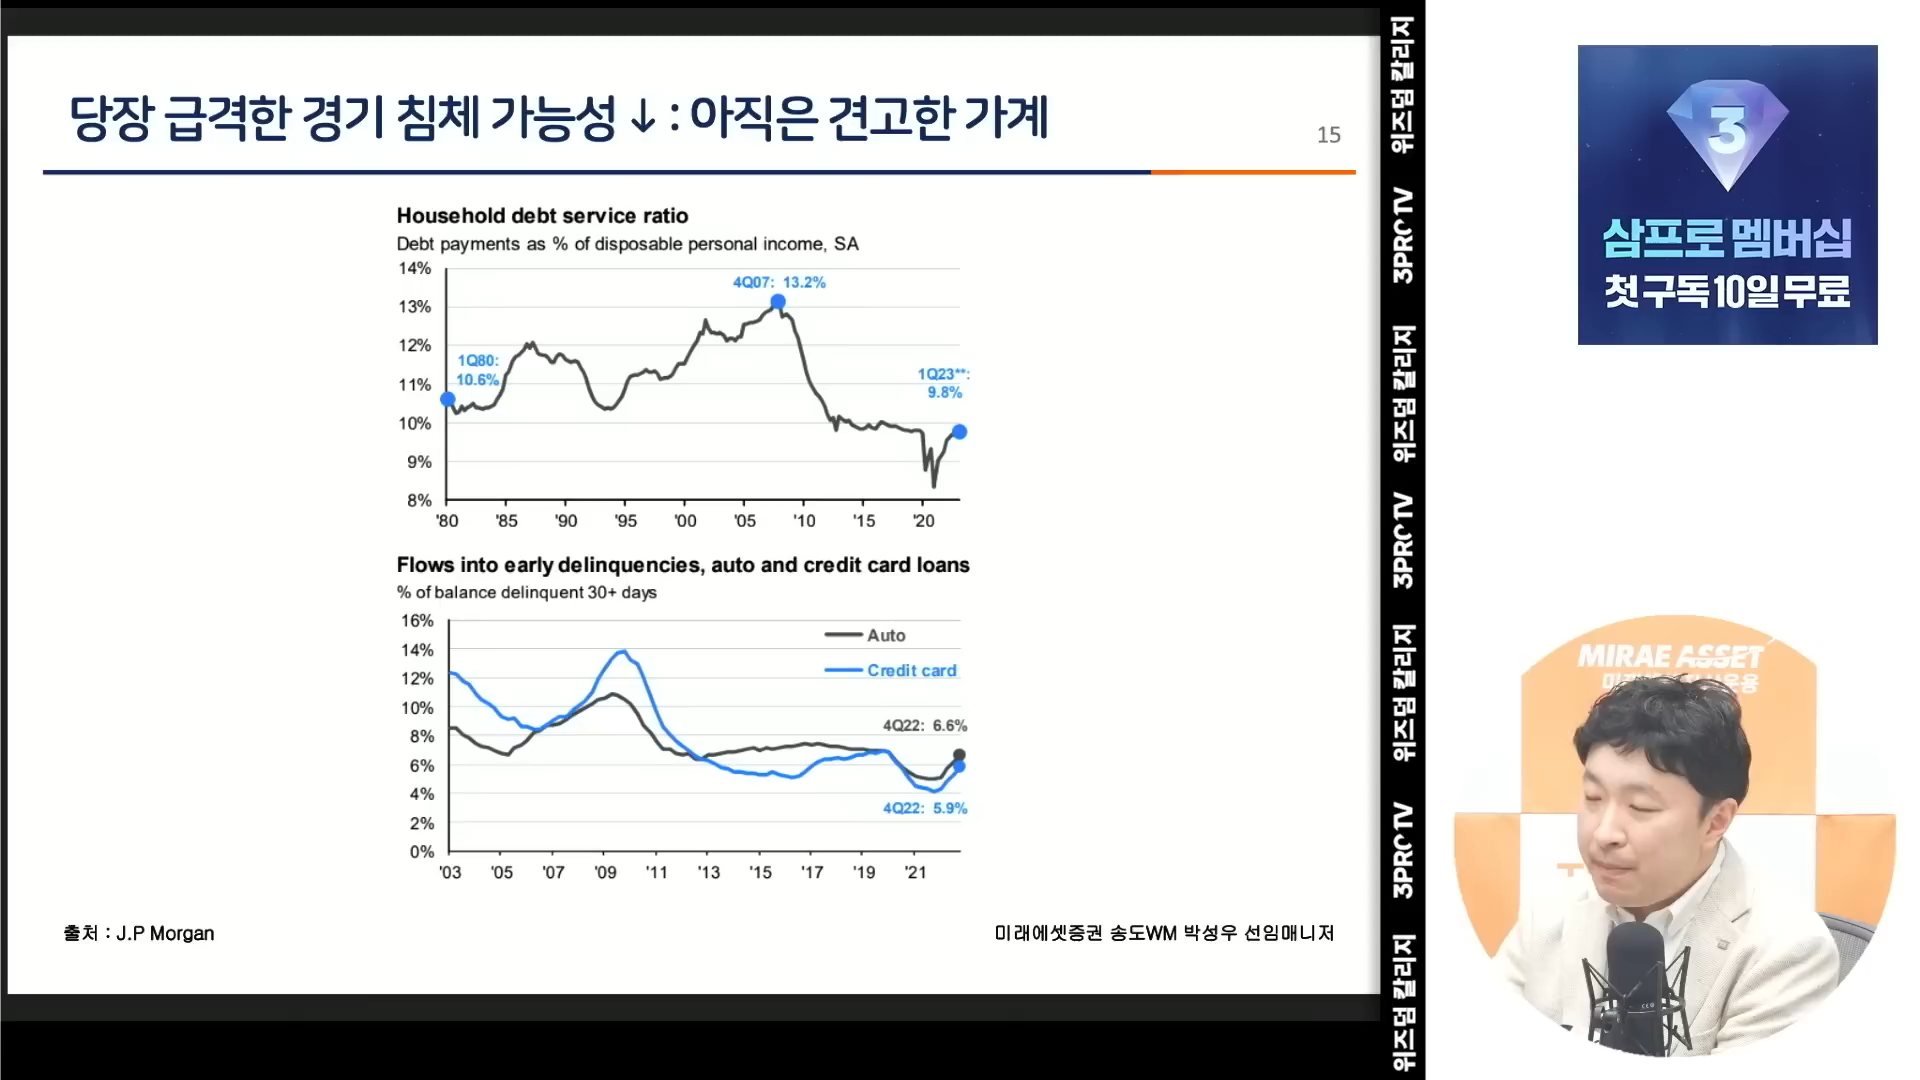 당장 급격한 경기 침체 가능성↓ : 아직은 견고한 가계
15
Household debt service ratio
Debt payments as % of disposable personal income, SA
14%
13%
12%
11%
10%
9%
8%
4Q07: 13.2%
1Q80:
10.6%
1Q23**:
9.8%
'80 '85 '90 '95 '00 '05 '10 '15 '20
Flows into early delinquencies, auto and credit card loans
% of balance delinquent 30+ days
16%
14%
12%
10%
8%
6%
4%
2%
0%
Auto
Credit card
4Q22: 6.6%
4Q22: 5.9%
'03 '05 '07 '09 '11 '13 '15 '17 '19 '21
출처 : J.P Morgan
미래에셋증권 송도WM 박성우 선임매니저
위즈덤 칼리지
3PROTV
위즈덤 칼리지
3PROTV
위즈덤 칼리지
3PROTV
위즈덤 칼리지
3
삼프로 멤버십
첫 구독 10일 무료
MIRAE ASSET